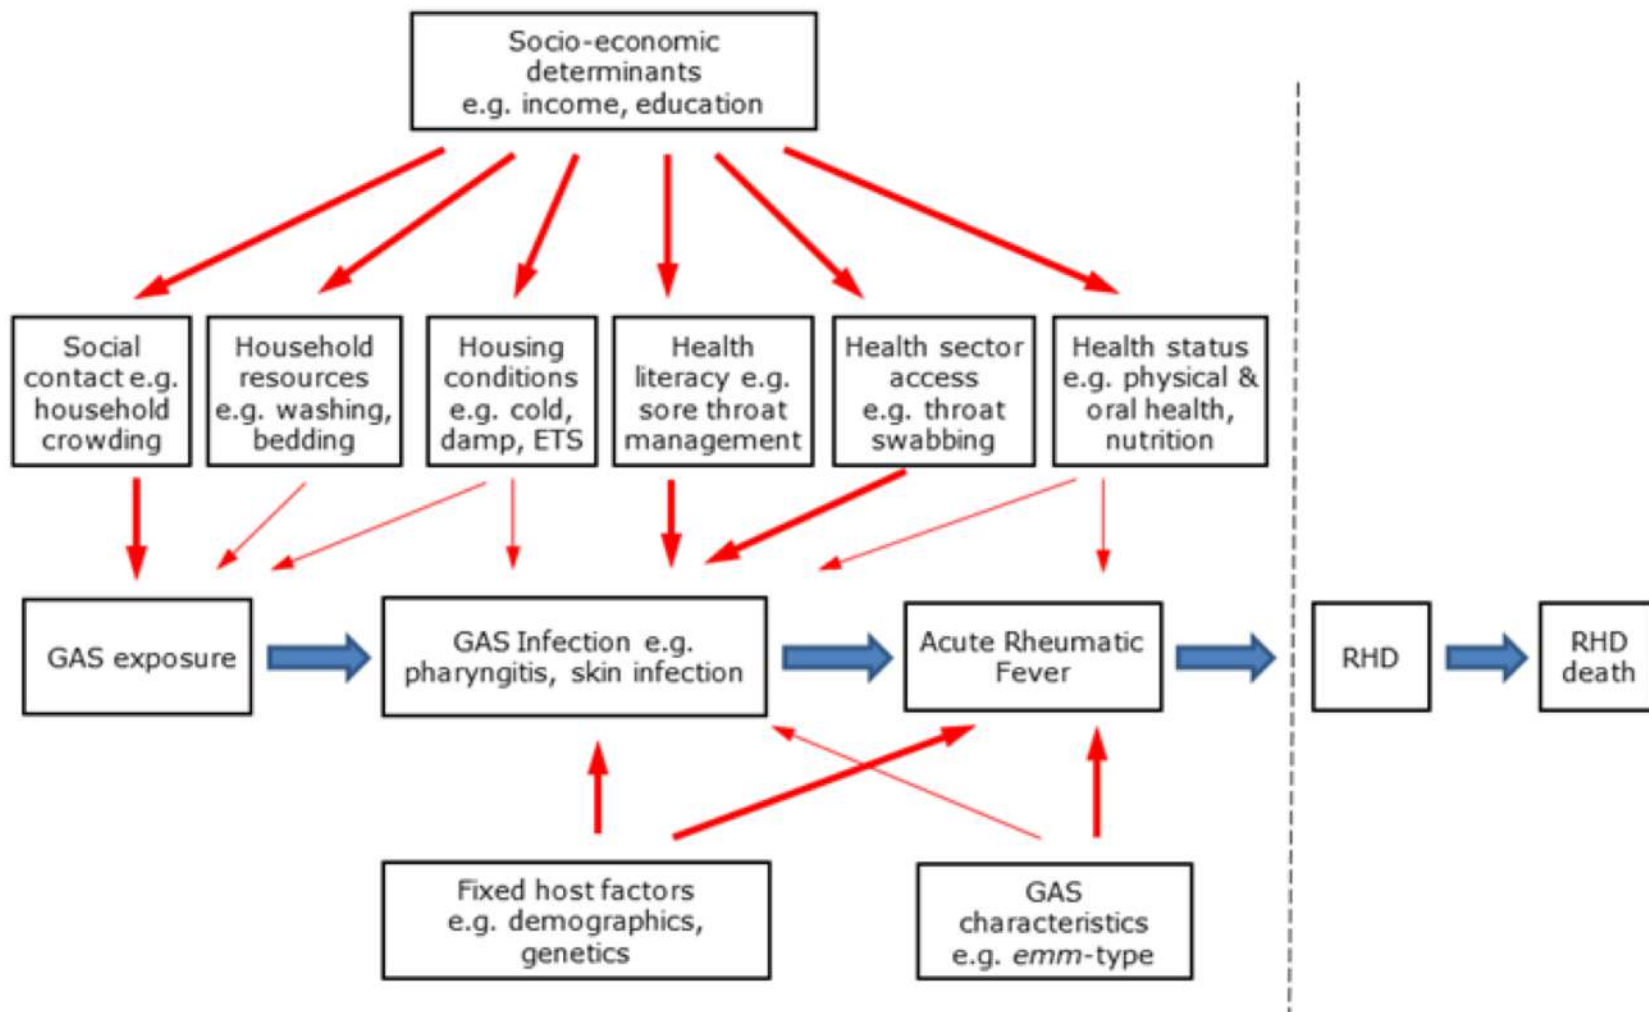 Socio-economic
determinants
e.g. income, education
Social
contact e.g.
household
crowding
Household
resources
e.g. washing,
bedding
Housing
conditions
e.g. cold,
damp, ETS
Health
literacy e.g.
sore throat
management
Health sector
access
e.g. throat
swabbing
Health status
e.g. physical &
oral health,
nutrition
GAS exposure
GAS Infection e.g.
pharyngitis, skin infection
Acute Rheumatic
Fever
RHD
RHD
death
Fixed host factors
e.g. demographics,
genetics
GAS
characteristics
e.g. emm-type